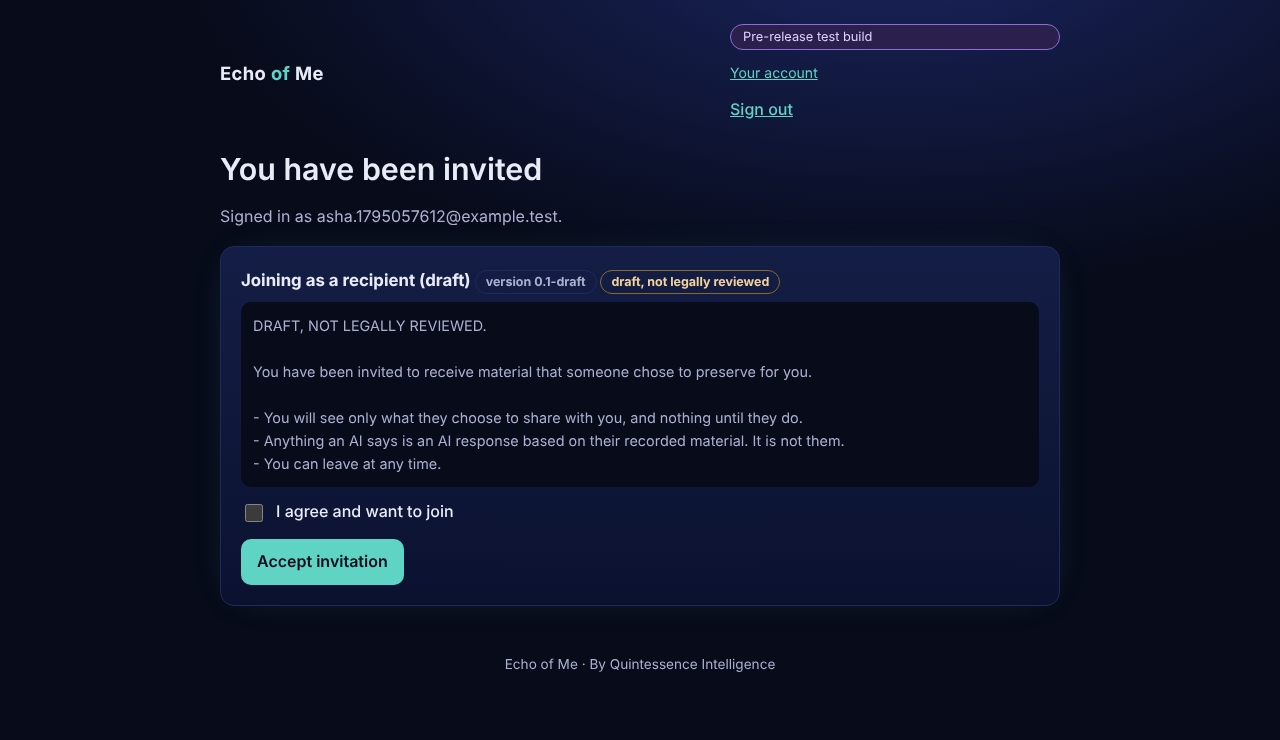 Pre-release test build
Echo of Me
Your account
Sign out
You have been invited
Signed in as asha.1795057612@example.test.
Joining as a recipient (draft) version 0.1-draft draft, not legally reviewed
DRAFT, NOT LEGALLY REVIEWED.
You have been invited to receive material that someone chose to preserve for you.
- You will see only what they choose to share with you, and nothing until they do.
- Anything an AI says is an AI response based on their recorded material. It is not them.
- You can leave at any time.
I agree and want to join
Accept invitation
Echo of Me · By Quintessence Intelligence